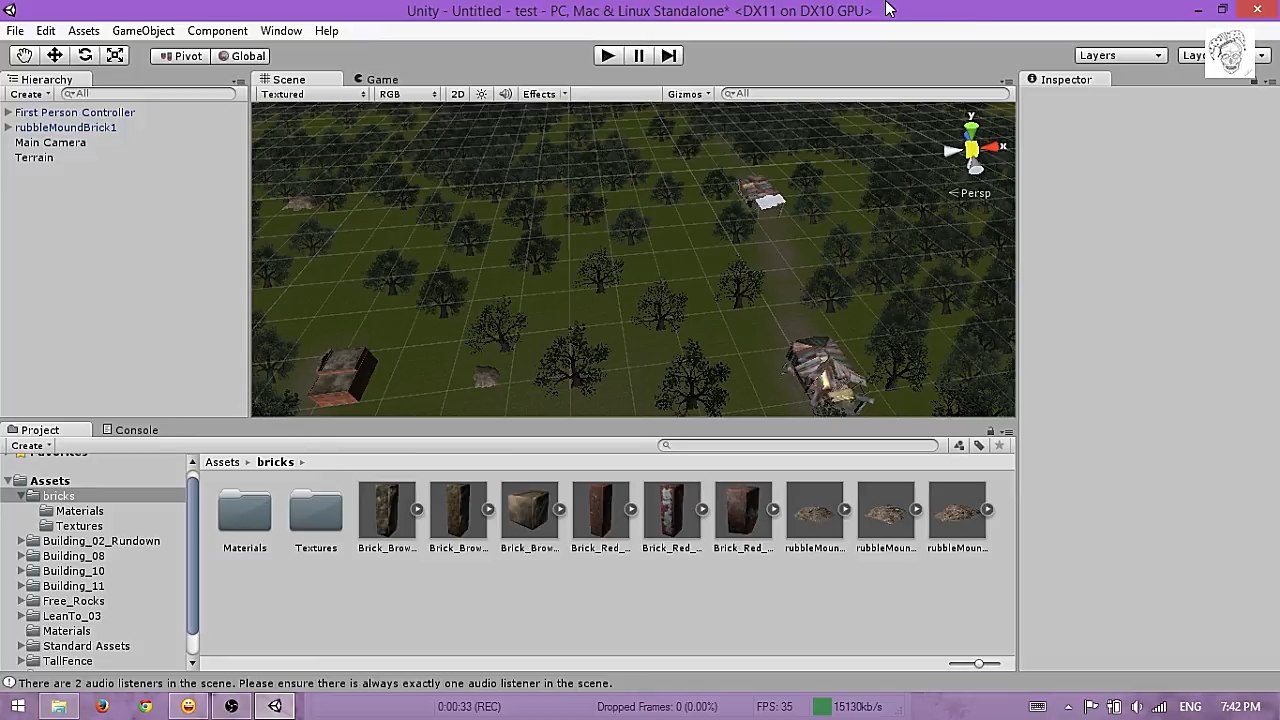 Unity - Untitled - test - PC, Mac & Linux Standalone* <DX11 on DX10 GPU>
File Edit Assets GameObject Component Window Help
Pivot Global Layers
Hierarchy
Create All
First Person Controller
rubbleMoundBrick1
Main Camera
Terrain
Scene Game
Textured RGB 2D Effects Gizmos All
y
x
Persp
Inspector
Project Console
Create
Favorites
Assets
bricks
Materials
Textures
Building_02_Rundown
Building_08
Building_10
Building_11
Free_Rocks
LeanTo_03
Materials
Standard Assets
TallFence
Assets bricks
Materials Textures Brick_Brow... Brick_Brow... Brick_Brow... Brick_Red_... Brick_Red_... Brick_Red_... rubbleMoun... rubbleMoun... rubbleMoun...
There are 2 audio listeners in the scene. Please ensure there is always exactly one audio listener in the scene.
0:00:33 (REC) Dropped Frames: 0 (0.00%) FPS: 35 15130kb/s ENG 7:42 PM